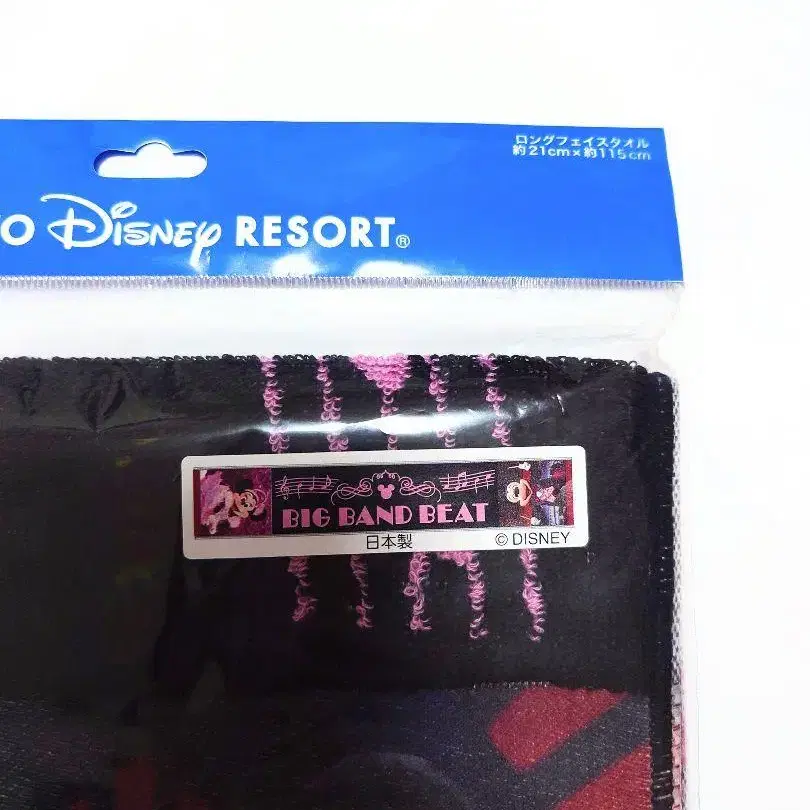 ロングフェイスタオル
約21cm×約115cm
YO Disney RESORT®
BIG BAND BEAT
日本製
© DISNEY